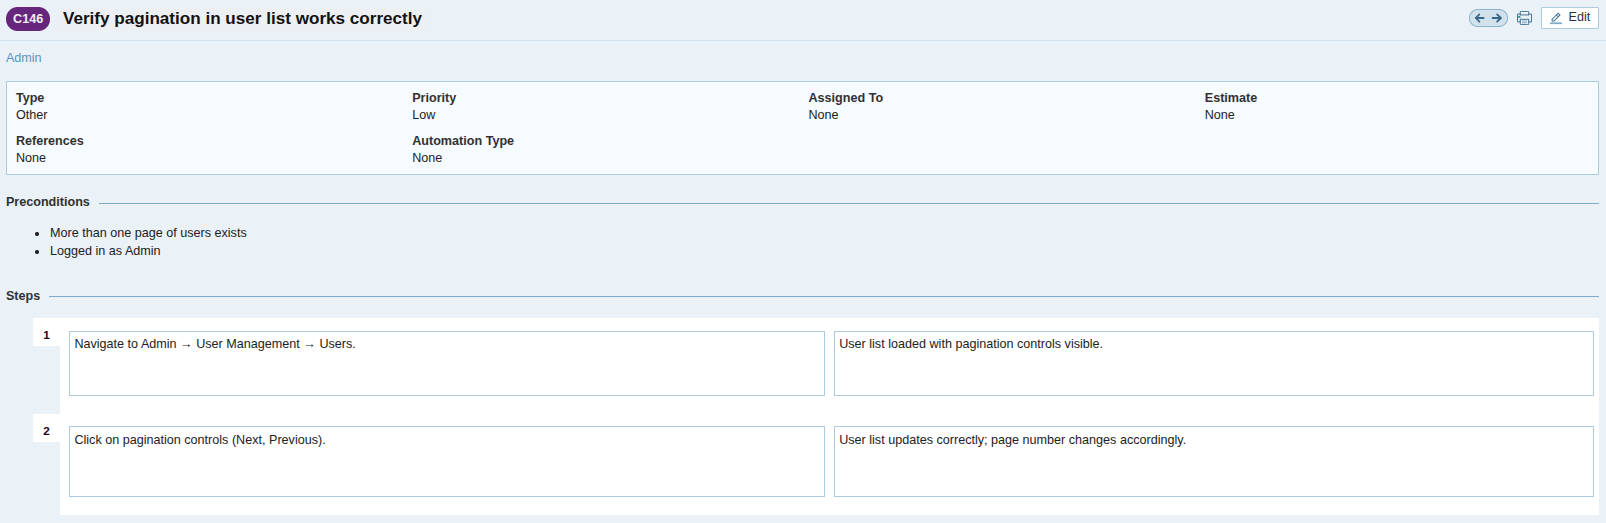 C146 Verify pagination in user list works correctly Edit
Admin
Type Priority Assigned To Estimate
Other Low None None
References Automation Type
None None
Preconditions
More than one page of users exists
Logged in as Admin
Steps
1 Navigate to Admin → User Management → Users. User list loaded with pagination controls visible.
2 Click on pagination controls (Next, Previous). User list updates correctly; page number changes accordingly.